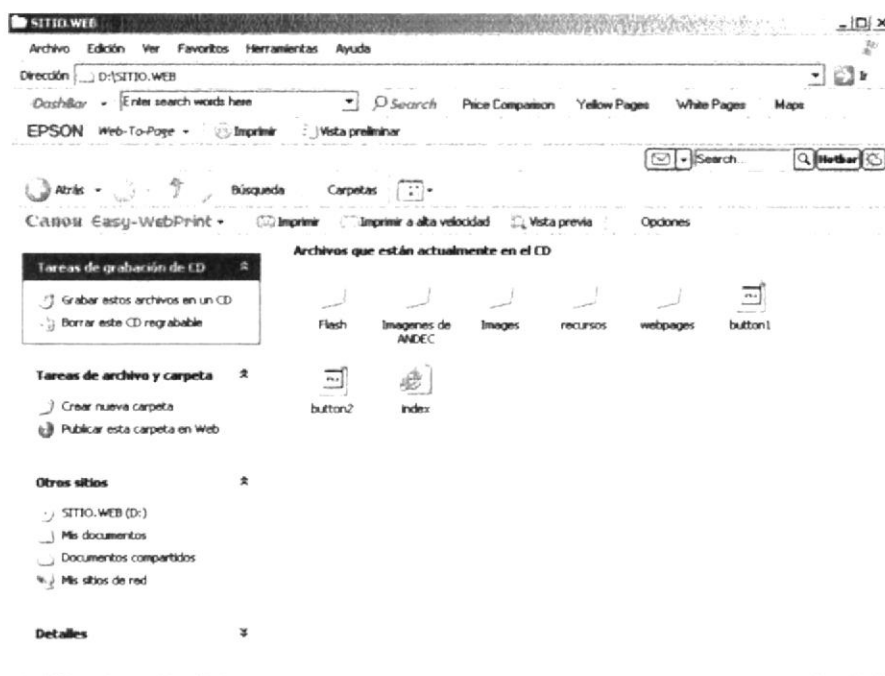 SITIO.WEB
Archivo Edición Ver Favoritos Herramientas Ayuda
Dirección D:\SITIO.WEB Ir
DashBar Enter search words here Search Price Comparison Yellow Pages White Pages Maps
EPSON Web-To-Page Imprimir Vista preliminar
Search... Hotbar
Atrás Búsqueda Carpetas
Canon Easy-WebPrint Imprimir Imprimir a alta velocidad Vista previa Opciones
Archivos que están actualmente en el CD
Tareas de grabación de CD
Grabar estos archivos en un CD
Borrar este CD regrabable
Flash Imagenes de ANDEC Images recursos webpages button1
Tareas de archivo y carpeta
Crear nueva carpeta
Publicar esta carpeta en Web
button2 index
Otros sitios
SITIO.WEB (D:)
Mis documentos
Documentos compartidos
Mis sitios de red
Detalles